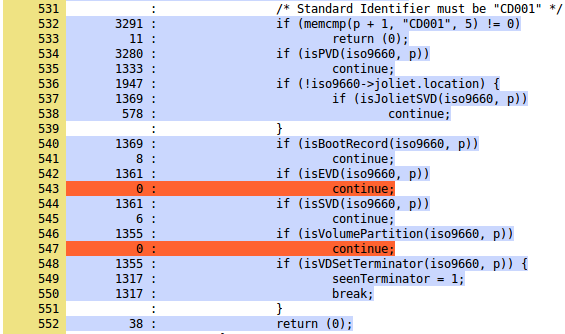 531 : /* Standard Identifier must be "CD001" */
532 3291 : if (memcmp(p + 1, "CD001", 5) != 0)
533 11 : return (0);
534 3280 : if (isPVD(iso9660, p))
535 1333 : continue;
536 1947 : if (!iso9660->joliet.location) {
537 1369 : if (isJolietSVD(iso9660, p))
538 578 : continue;
539 : }
540 1369 : if (isBootRecord(iso9660, p))
541 8 : continue;
542 1361 : if (isEVD(iso9660, p))
543 0 : continue;
544 1361 : if (isSVD(iso9660, p))
545 6 : continue;
546 1355 : if (isVolumePartition(iso9660, p))
547 0 : continue;
548 1355 : if (isVDSetTerminator(iso9660, p)) {
549 1317 : seenTerminator = 1;
550 1317 : break;
551 : }
552 38 : return (0);